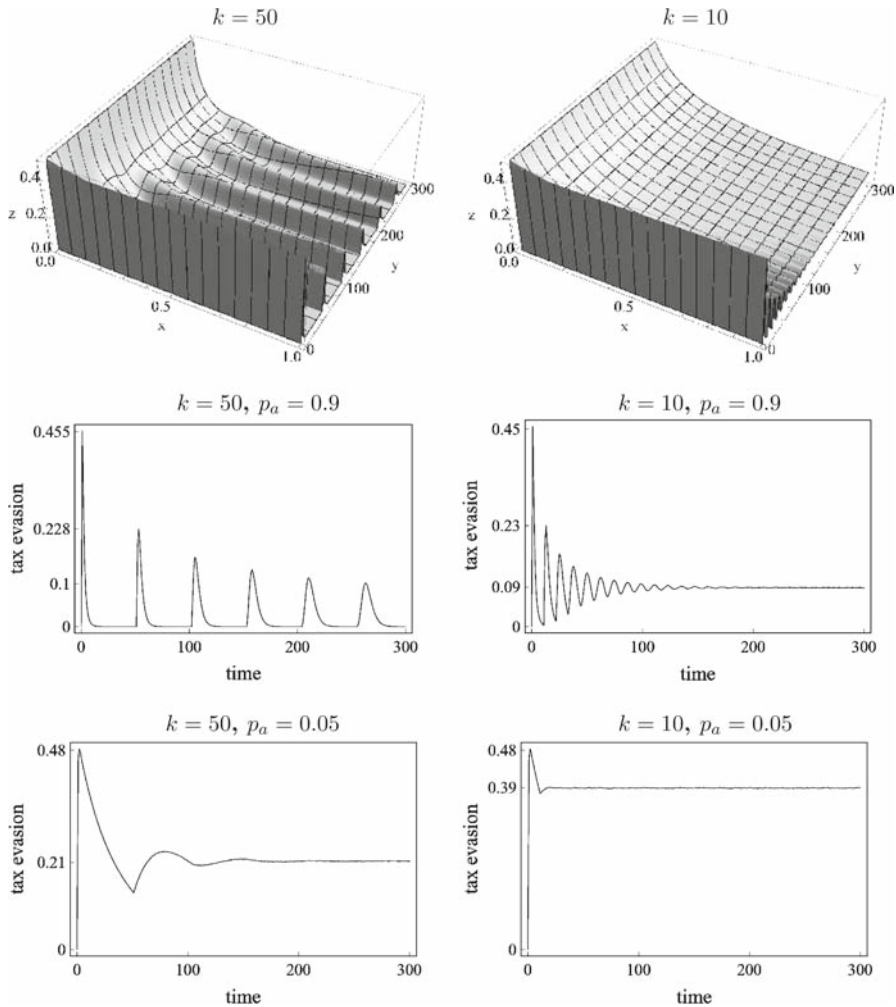 k = 50
k = 10
0.4
z 0.2
0.0
0.0
0.5
x
1.0
0
100
200
y
300
0.4
z 0.2
0.0
0.0
0.5
x
1.0
0
100
200
y
300
k = 50, pₐ = 0.9
0.455
0.228
0.1
0
tax evasion
0 100 200 300
time
k = 10, pₐ = 0.9
0.45
0.23
0.09
0
tax evasion
0 100 200 300
time
k = 50, pₐ = 0.05
0.48
0.21
0
tax evasion
0 100 200 300
time
k = 10, pₐ = 0.05
0.48
0.39
0
tax evasion
0 100 200 300
time